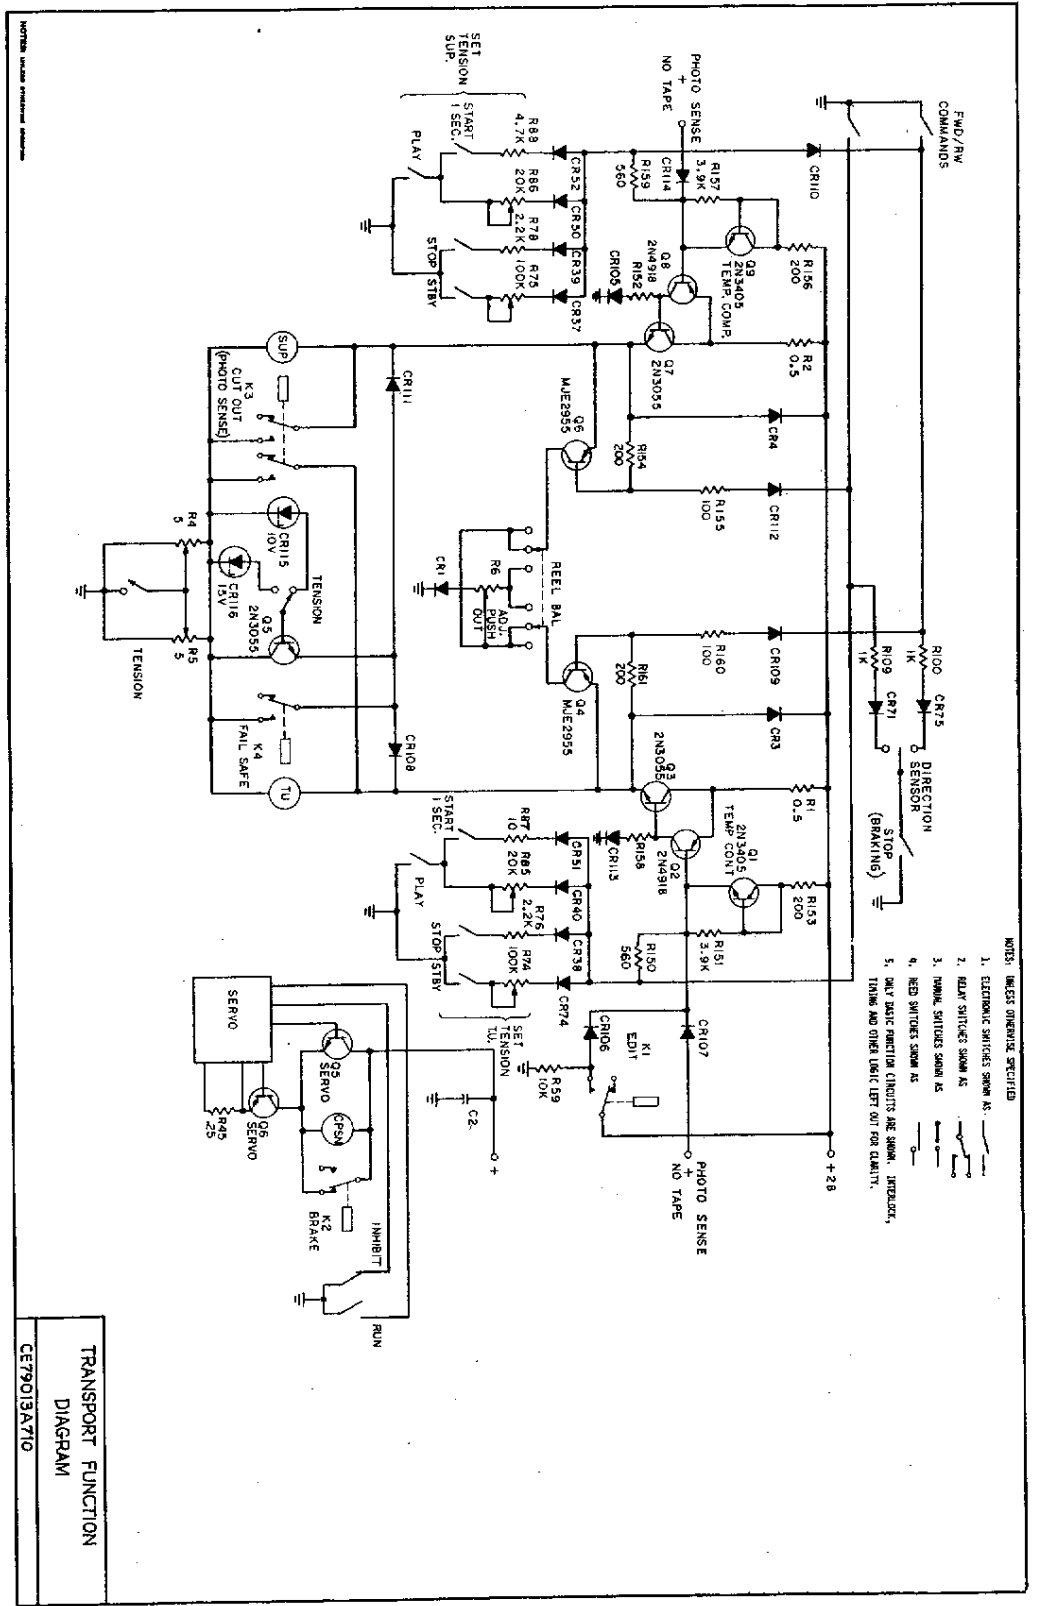 FWD/RW
COMMANDS
PHOTO SENSE
+
NO TAPE
CR110
CR114
R157
3.9K
R159
560
R156
200
Q9
2N3405
TEMP. COMP.
Q8
2N4918
R152
CR105
R2
0.5
Q7
2N3055
SET
TENSION
SUP.
START
1 SEC.
PLAY
STOP
STBY
R88
4.7K
R86
20K
R78
2.2K
R75
100K
CR52
CR50
CR39
CR37
SUP
K3
CUT OUT
(PHOTO SENSE)
CR111
Q6
MJE2955
R154
200
CR4
R155
100
CR112
CR115
10V
CR116
15V
R4
5
R5
5
TENSION
TENSION
Q5
2N3055
REEL BAL
R6
ADJ.
PUSH
OUT
CR1
Q4
MJE2955
R161
200
R160
100
CR109
CR3
K4
FAIL SAFE
TU
CR108
R109
1K
R100
1K
CR71
CR75
DIRECTION
SENSOR
STOP
(BRAKING)
R1
0.5
Q3
2N3055
Q2
2N4918
R158
CR113
Q1
2N3405
TEMP CONT
R153
200
R151
3.9K
R150
560
START
1 SEC.
PLAY
STOP
STBY
R87
10
R85
20K
R76
2.2K
R74
100K
CR51
CR40
CR38
CR74
SET
TENSION
T.U.
CR107
CR106
K1
EDIT
R59
10K
+28
PHOTO SENSE
+
NO TAPE
C2
+
SERVO
Q5
SERVO
Q6
SERVO
R45
.25
CPSN
K2
BRAKE
INHIBIT
RUN
NOTES: UNLESS OTHERWISE SPECIFIED
1. ELECTRONIC SWITCHES SHOWN AS
2. RELAY SWITCHES SHOWN AS
3. MANUAL SWITCHES SHOWN AS
4. REED SWITCHES SHOWN AS
5. ONLY BASIC FUNCTION CIRCUITS ARE SHOWN. INTERLOCK,
TIMING AND OTHER LOGIC LEFT OUT FOR CLARITY.
NOTES: UNLESS OTHERWISE SPECIFIED
TRANSPORT FUNCTION
DIAGRAM
CE79013A710